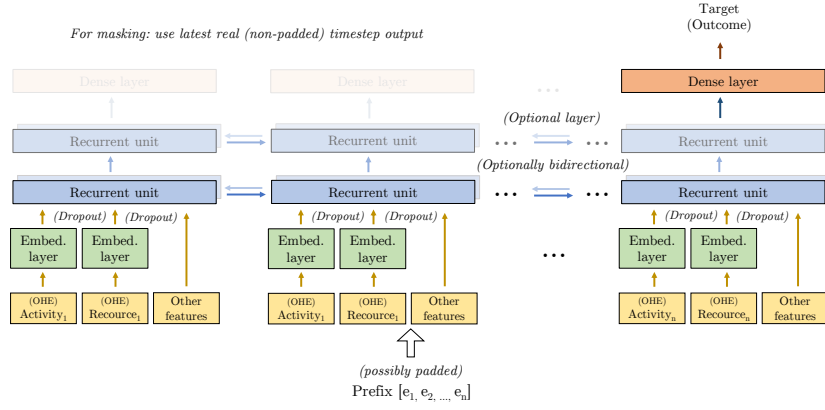 Target
(Outcome)
For masking: use latest real (non-padded) timestep output
Dense layer
Dense layer
...
Dense layer
(Optional layer)
Recurrent unit
Recurrent unit
...
...
Recurrent unit
(Optionally bidirectional)
Recurrent unit
Recurrent unit
...
...
Recurrent unit
(Dropout)
(Dropout)
(Dropout)
(Dropout)
(Dropout)
(Dropout)
Embed.
layer
Embed.
layer
Embed.
layer
Embed.
layer
...
Embed.
layer
Embed.
layer
(OHE)
Activity₁
(OHE)
Recource₁
Other
features
(OHE)
Activity₁
(OHE)
Recource₁
Other
features
(OHE)
Activityₙ
(OHE)
Recourceₙ
Other
features
(possibly padded)
Prefix [e₁, e₂, ..., eₙ]